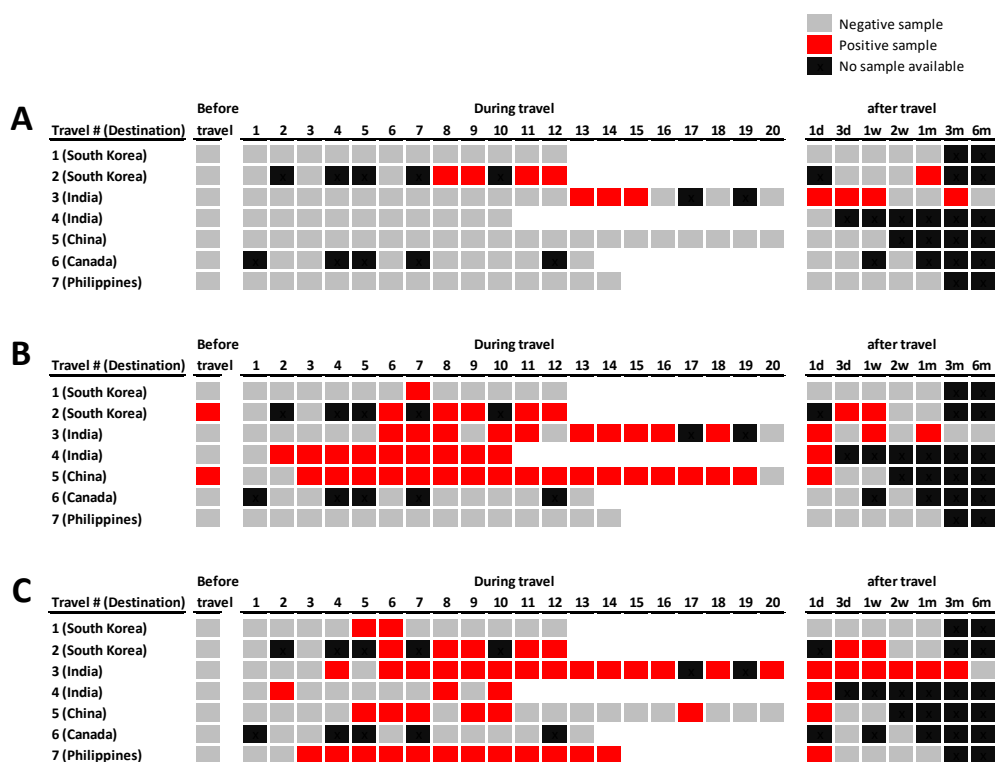 Negative sample
Positive sample
x No sample available
A
Before During travel after travel
Travel # (Destination) travel 1 2 3 4 5 6 7 8 9 10 11 12 13 14 15 16 17 18 19 20 1d 3d 1w 2w 1m 3m 6m
1 (South Korea) x x
2 (South Korea) x x x x x x x x
3 (India) x x
4 (India) x x x x x x
5 (China) x x x x
6 (Canada) x x x x x x x x x
7 (Philippines) x x
B
Before During travel after travel
Travel # (Destination) travel 1 2 3 4 5 6 7 8 9 10 11 12 13 14 15 16 17 18 19 20 1d 3d 1w 2w 1m 3m 6m
1 (South Korea) x x
2 (South Korea) x x x x x x x x
3 (India) x x
4 (India) x x x x x x
5 (China) x x x x
6 (Canada) x x x x x x x x x
7 (Philippines) x x
C
Before During travel after travel
Travel # (Destination) travel 1 2 3 4 5 6 7 8 9 10 11 12 13 14 15 16 17 18 19 20 1d 3d 1w 2w 1m 3m 6m
1 (South Korea) x x
2 (South Korea) x x x x x x x x
3 (India) x x
4 (India) x x x x x x
5 (China) x x x x
6 (Canada) x x x x x x x x x x
7 (Philippines) x x